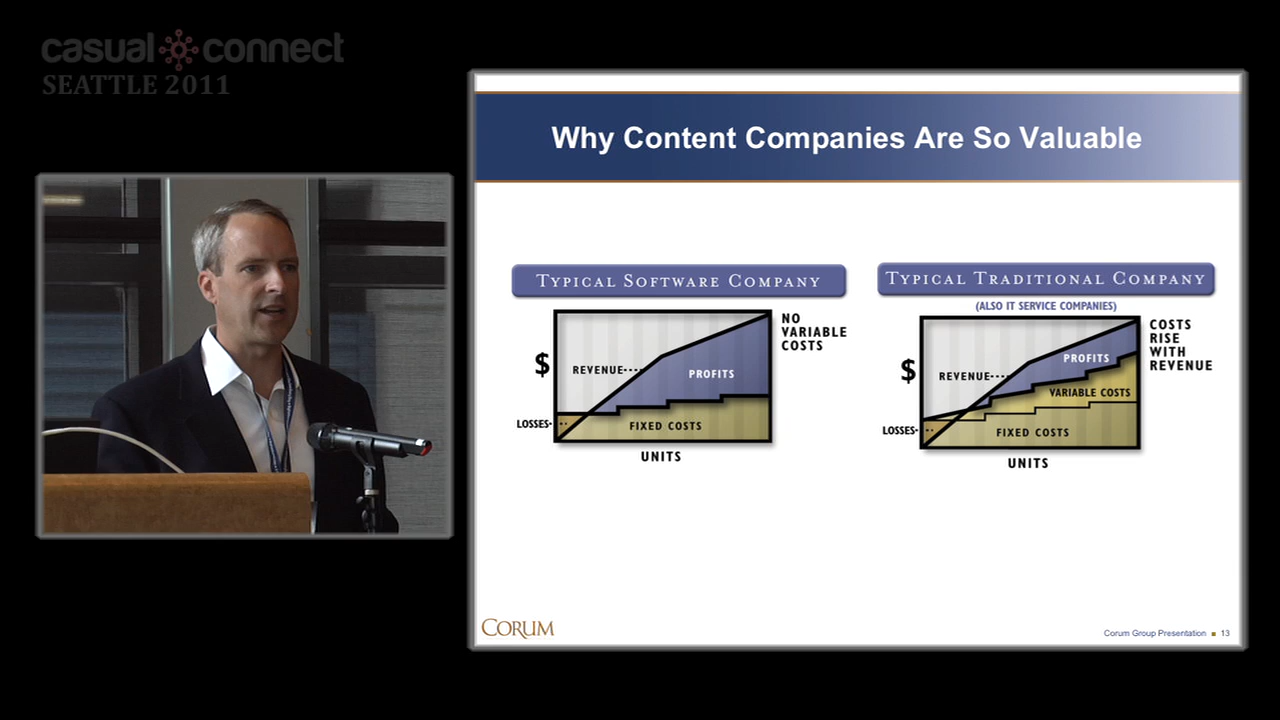 casual connect
SEATTLE 2011
Why Content Companies Are So Valuable
TYPICAL SOFTWARE COMPANY
NO
VARIABLE
COSTS
$
REVENUE
PROFITS
LOSSES
FIXED COSTS
UNITS
TYPICAL TRADITIONAL COMPANY
(ALSO IT SERVICE COMPANIES)
COSTS
RISE
WITH
REVENUE
$
REVENUE
PROFITS
VARIABLE COSTS
LOSSES
FIXED COSTS
UNITS
CORUM
Corum Group Presentation ■ 13